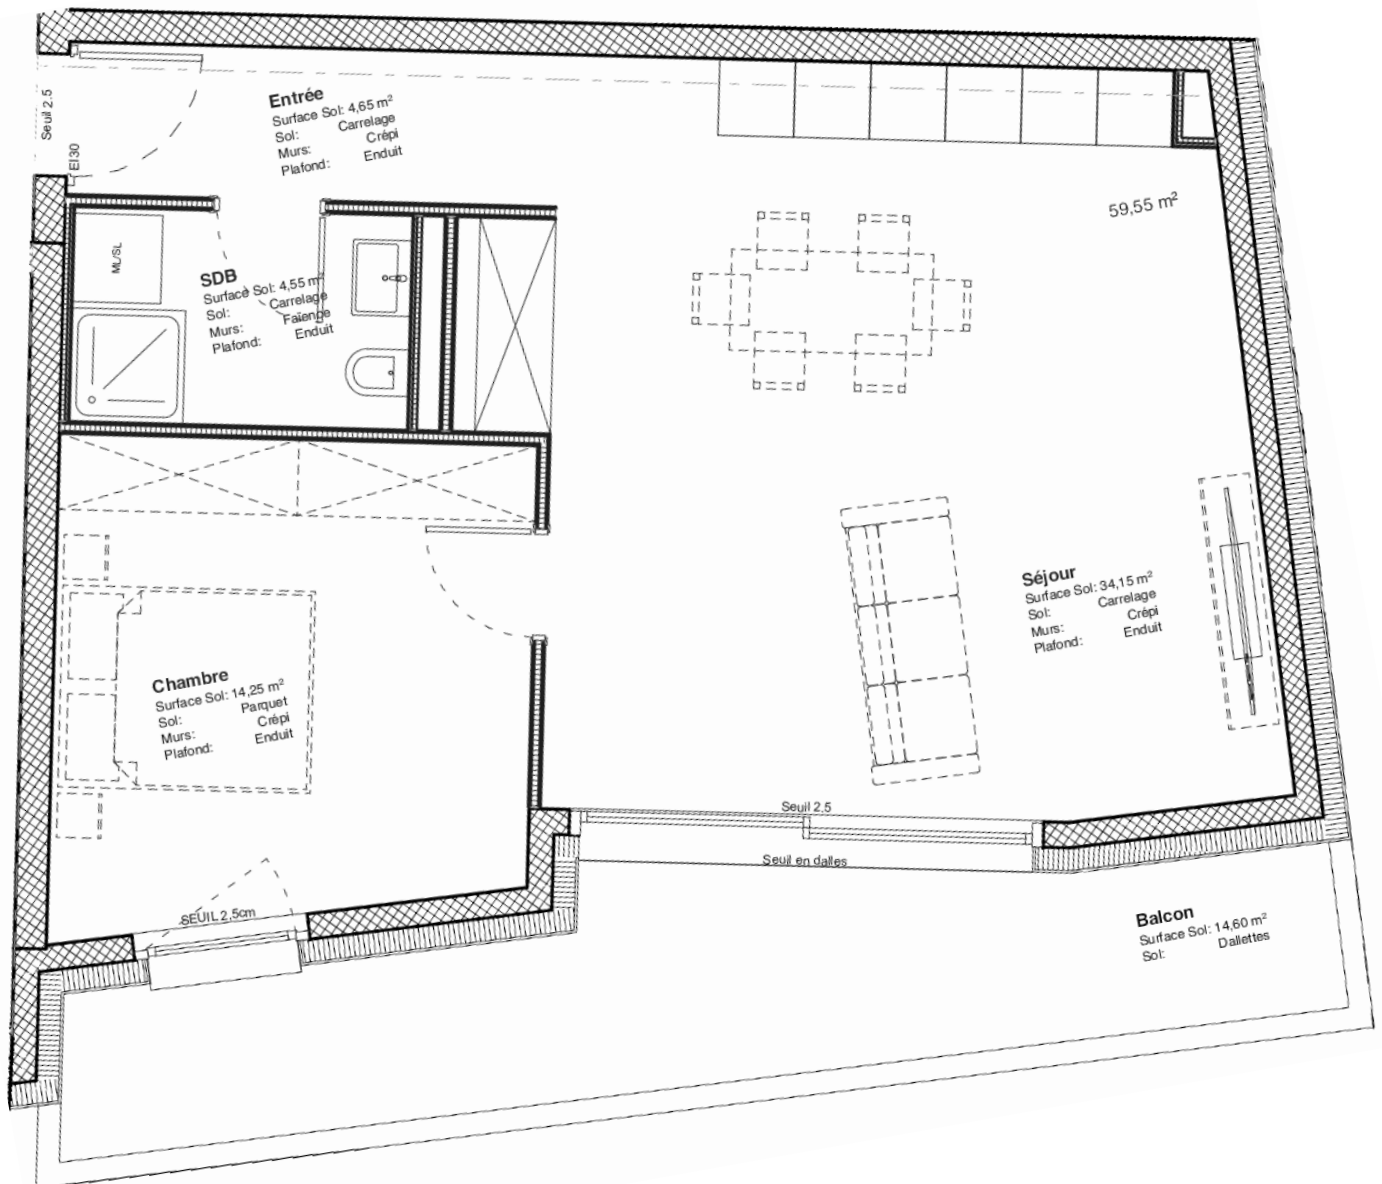 Seuil 2.5
EI30
Entrée
Surface Sol: 4,65 m²
Sol: Carrelage
Murs: Crépi
Plafond: Enduit
59,55 m²
ML/SL
SDB
Surface Sol: 4,55 m²
Sol: Carrelage
Murs: Faïence
Plafond: Enduit
Séjour
Surface Sol: 34,15 m²
Sol: Carrelage
Murs: Crépi
Plafond: Enduit
Chambre
Surface Sol: 14,25 m²
Sol: Parquet
Murs: Crépi
Plafond: Enduit
Seuil 2,5
Seuil en dalles
SEUIL 2,5cm
Balcon
Surface Sol: 14,60 m²
Sol: Dallettes